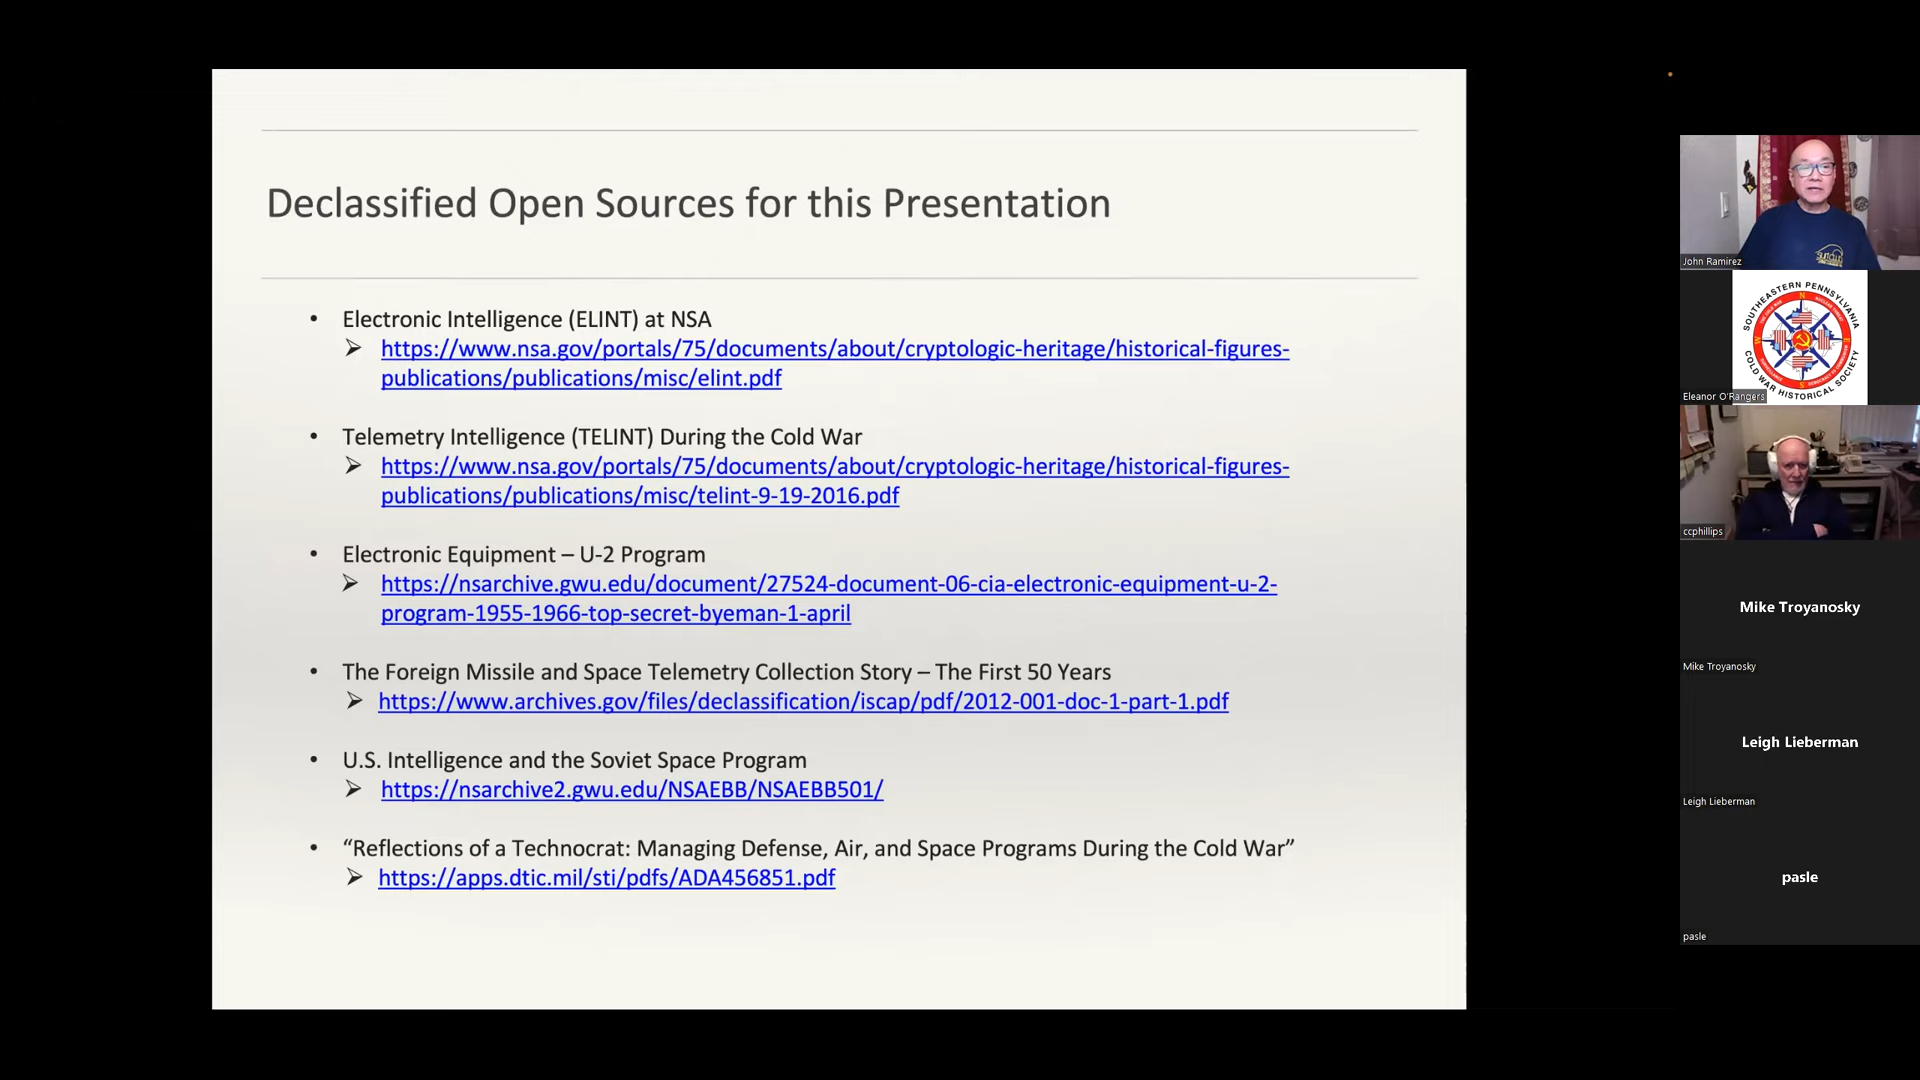 Declassified Open Sources for this Presentation
• Electronic Intelligence (ELINT) at NSA
➢ https://www.nsa.gov/portals/75/documents/about/cryptologic-heritage/historical-figures-
publications/publications/misc/elint.pdf
• Telemetry Intelligence (TELINT) During the Cold War
➢ https://www.nsa.gov/portals/75/documents/about/cryptologic-heritage/historical-figures-
publications/publications/misc/telint-9-19-2016.pdf
• Electronic Equipment – U-2 Program
➢ https://nsarchive.gwu.edu/document/27524-document-06-cia-electronic-equipment-u-2-
program-1955-1966-top-secret-byeman-1-april
• The Foreign Missile and Space Telemetry Collection Story – The First 50 Years
➢ https://www.archives.gov/files/declassification/iscap/pdf/2012-001-doc-1-part-1.pdf
• U.S. Intelligence and the Soviet Space Program
➢ https://nsarchive2.gwu.edu/NSAEBB/NSAEBB501/
• “Reflections of a Technocrat: Managing Defense, Air, and Space Programs During the Cold War”
➢ https://apps.dtic.mil/sti/pdfs/ADA456851.pdf
John Ramirez
SOUTHEASTERN PENNSYLVANIA
COLD WAR HISTORICAL SOCIETY
N
E
S
W
Eleanor O'Rangers
ccphillips
Mike Troyanosky
Mike Troyanosky
Leigh Lieberman
Leigh Lieberman
pasle
pasle